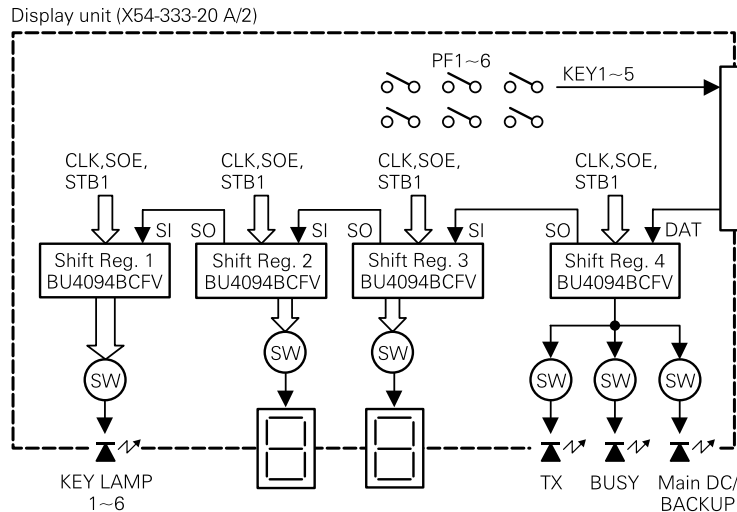 Display unit (X54-333-20 A/2)
PF1~6
KEY1~5
CLK,SOE,
STB1
CLK,SOE,
STB1
CLK,SOE,
STB1
CLK,SOE,
STB1
SI
SO
SI
SO
SI
SO
DAT
Shift Reg. 1
BU4094BCFV
Shift Reg. 2
BU4094BCFV
Shift Reg. 3
BU4094BCFV
Shift Reg. 4
BU4094BCFV
SW
SW
SW
SW
SW
SW
KEY LAMP
1~6
TX
BUSY
Main DC/
BACKUP